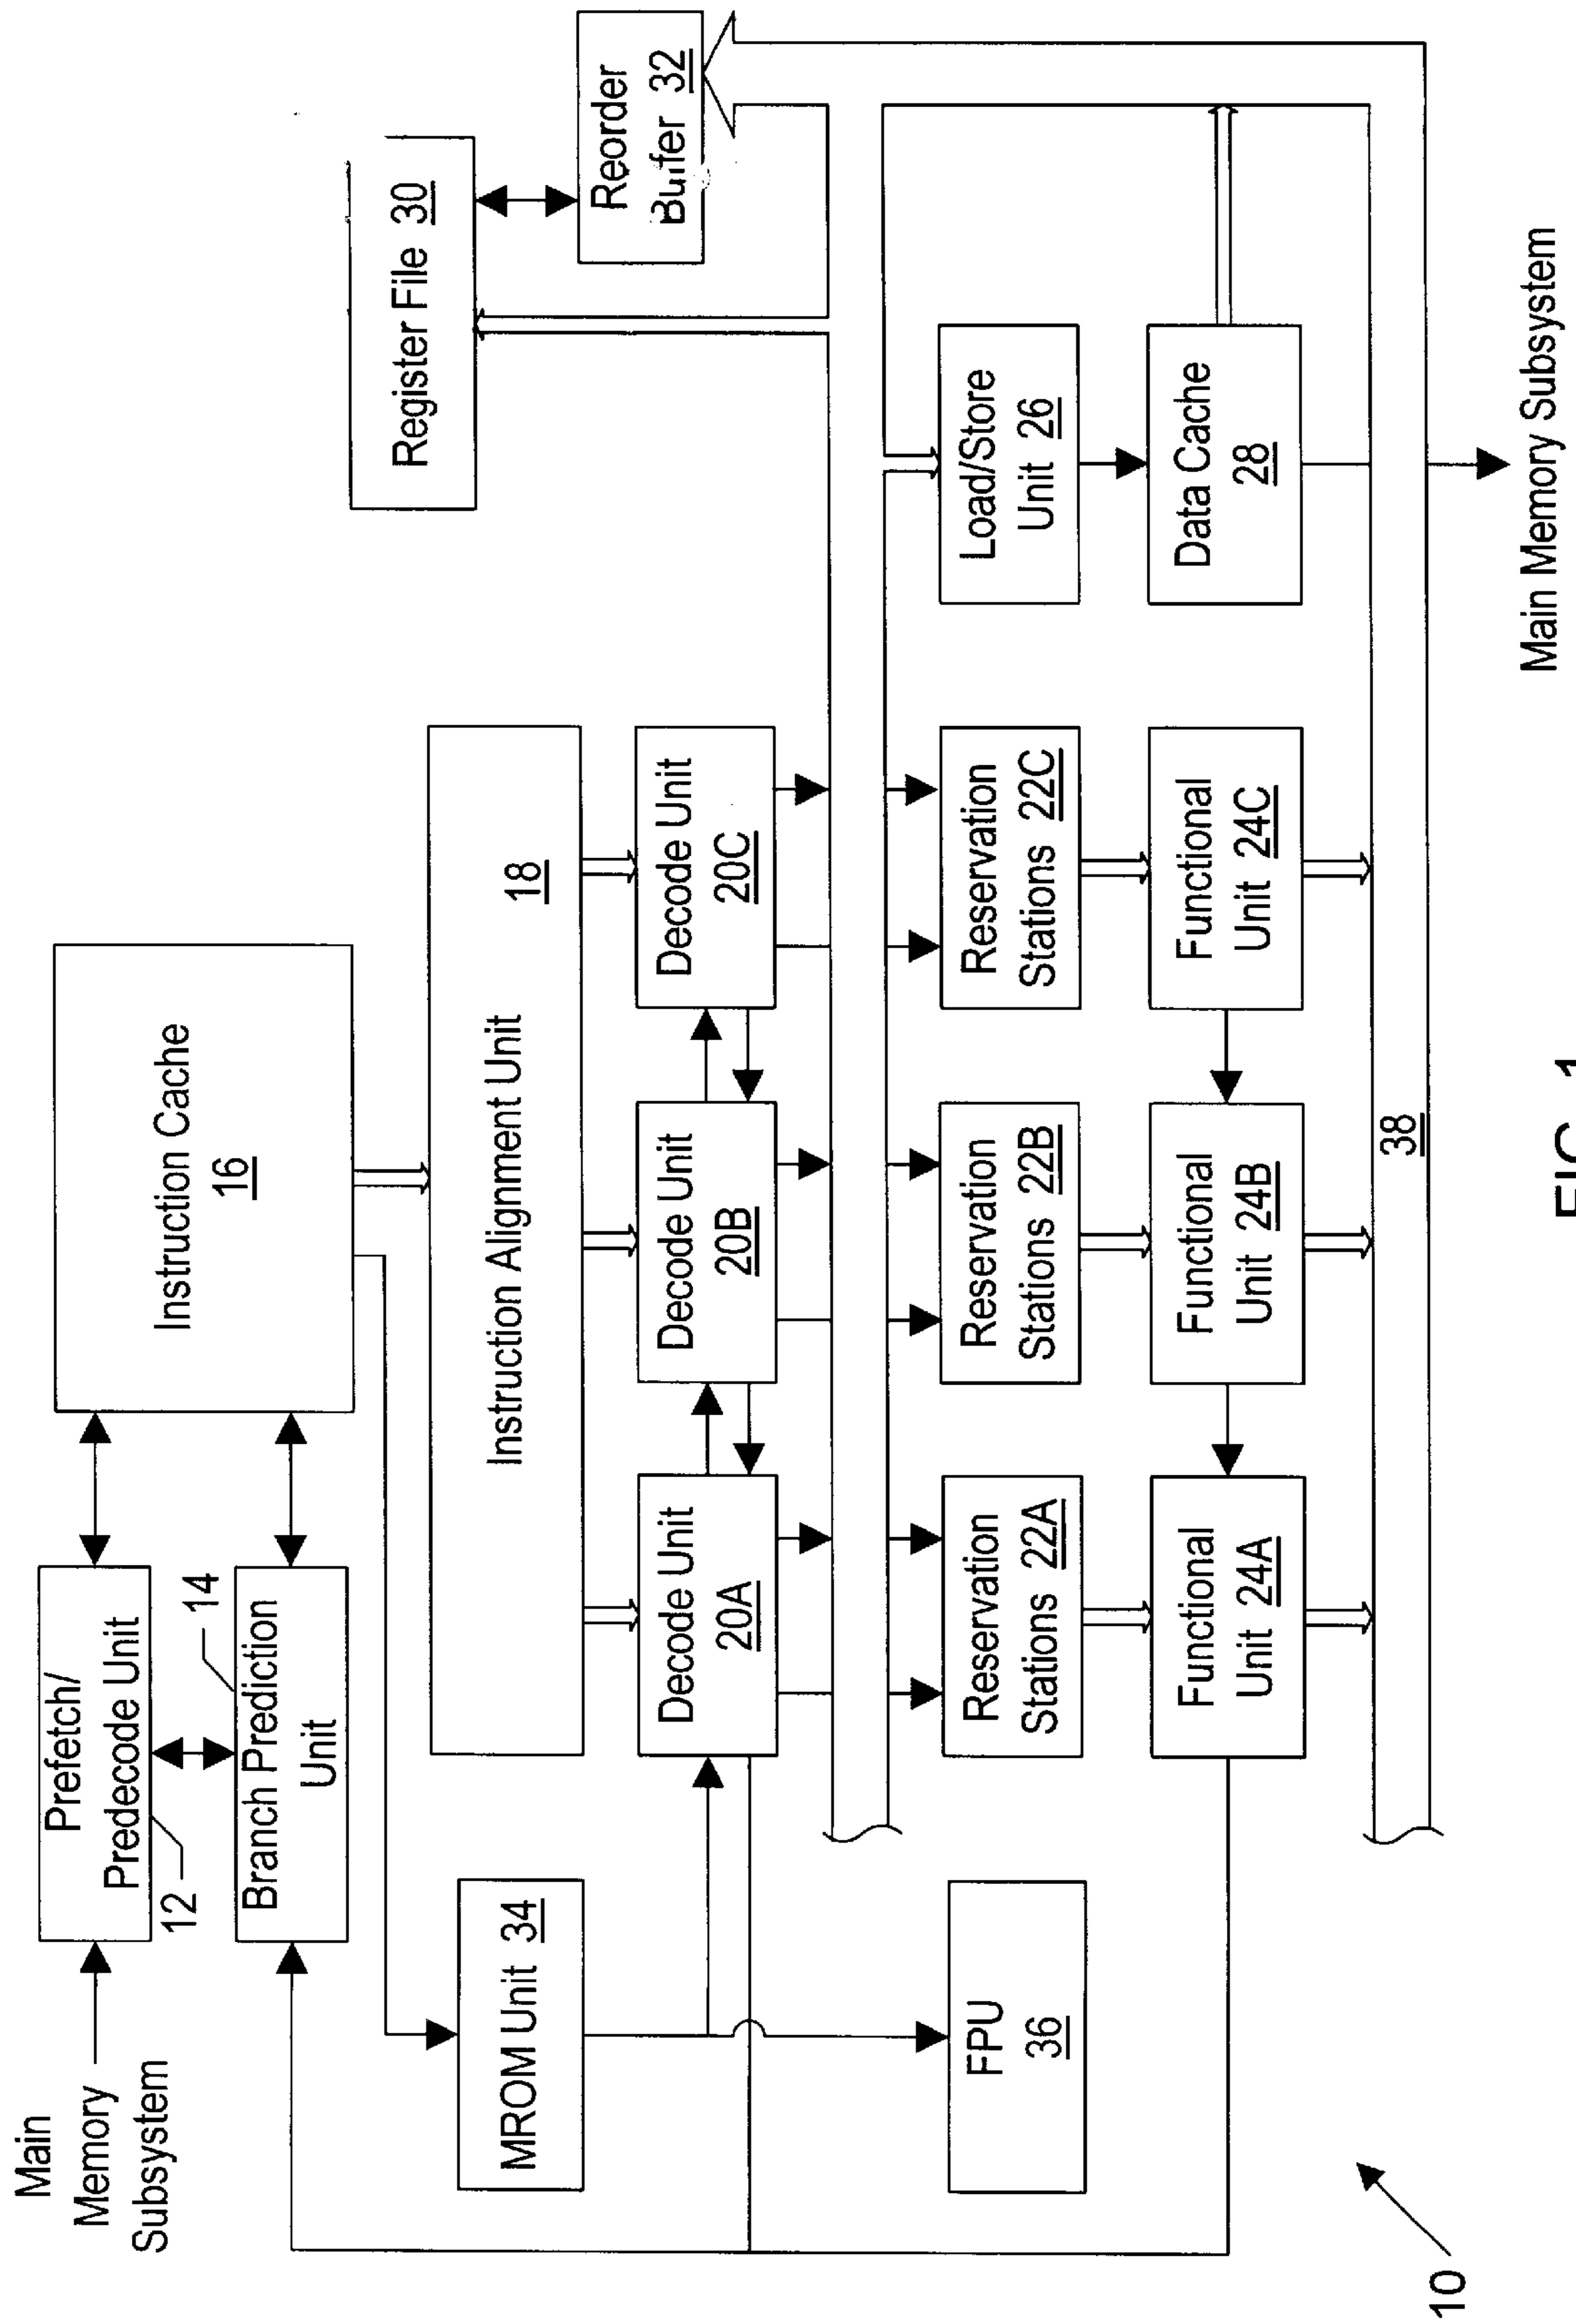 Main
Memory
Subsystem
Prefetch/
Predecode Unit
12
14
Branch Prediction
Unit
Instruction Cache
16
Register File 30
Reorder
Buffer 32
MROM Unit 34
Instruction Alignment Unit
18
Decode Unit
20A
Decode Unit
20B
Decode Unit
20C
FPU
36
Reservation
Stations 22A
Reservation
Stations 22B
Reservation
Stations 22C
Load/Store
Unit 26
Functional
Unit 24A
Functional
Unit 24B
Functional
Unit 24C
Data Cache
28
38
Main Memory Subsystem
10